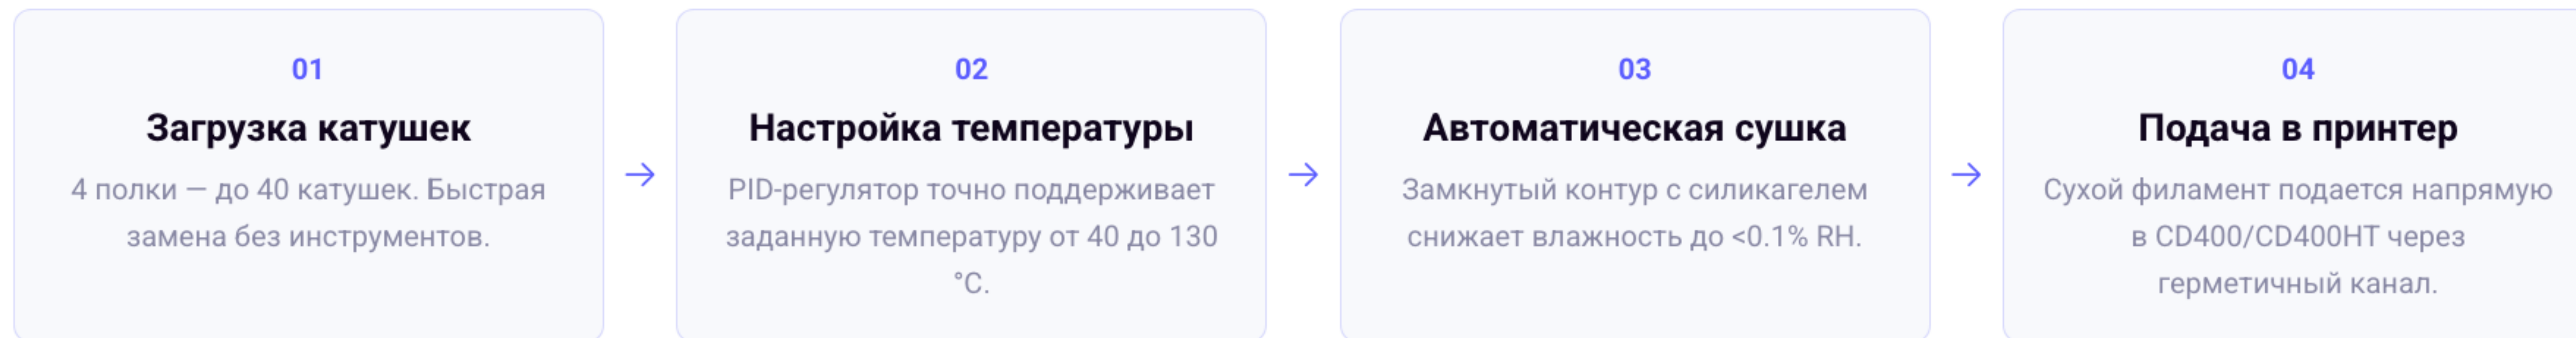 01
Загрузка катушек
4 полки — до 40 катушек. Быстрая
замена без инструментов.
→
02
Настройка температуры
PID-регулятор точно поддерживает
заданную температуру от 40 до 130
°C.
→
03
Автоматическая сушка
Замкнутый контур с силикагелем
снижает влажность до <0.1% RH.
→
04
Подача в принтер
Сухой филамент подается напрямую
в CD400/CD400HT через
герметичный канал.